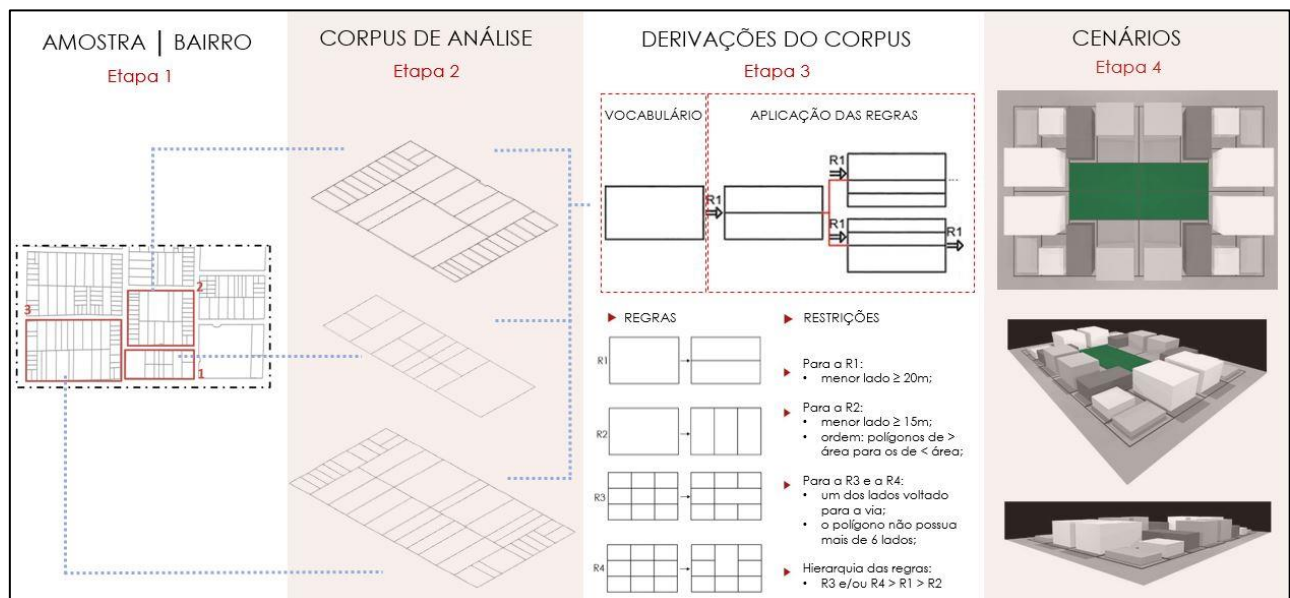 AMOSTRA | BAIRRO
Etapa 1
3
2
1
CORPUS DE ANÁLISE
Etapa 2
DERIVAÇÕES DO CORPUS
Etapa 3
VOCABULÁRIO
APLICAÇÃO DAS REGRAS
R1
R1
R1
R1
REGRAS
R1
R2
R3
R4
RESTRIÇÕES
Para a R1:
• menor lado ≥ 20m;
Para a R2:
• menor lado ≥ 15m;
• ordem: polígonos de >
área para os de < área;
Para a R3 e a R4:
• um dos lados voltado
para a via;
• o polígono não possua
mais de 6 lados;
Hierarquia das regras:
• R3 e/ou R4 > R1 > R2
CENÁRIOS
Etapa 4